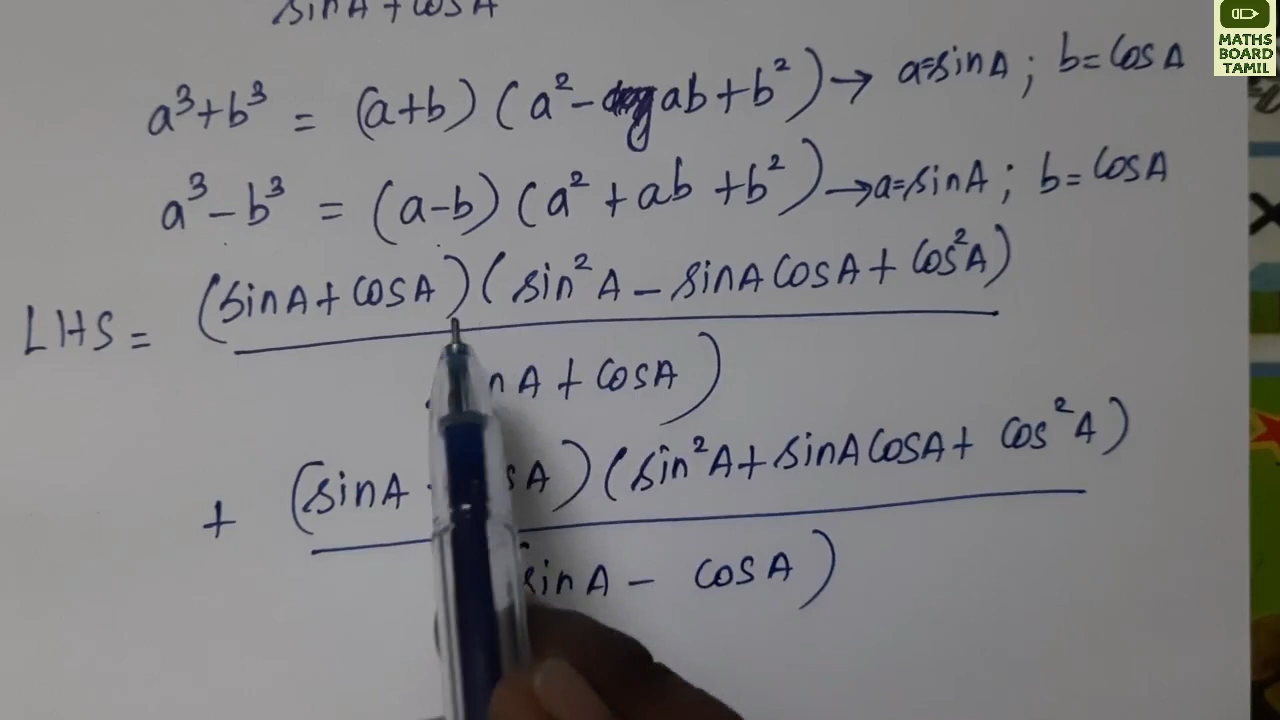 sinA + cosA
MATHS
BOARD
TAMIL
a³+b³ = (a+b) (a² - ab + b²) → a=sinA ; b= cosA
a³-b³ = (a-b) (a² + ab + b²) → a=sinA ; b= cosA
(sinA + cosA) (sin²A - sinA cosA + cos²A)
LHS =
nA + cosA)
+ (sinA sA) (sin²A + sinA cosA + cos²A)
sinA - cosA)